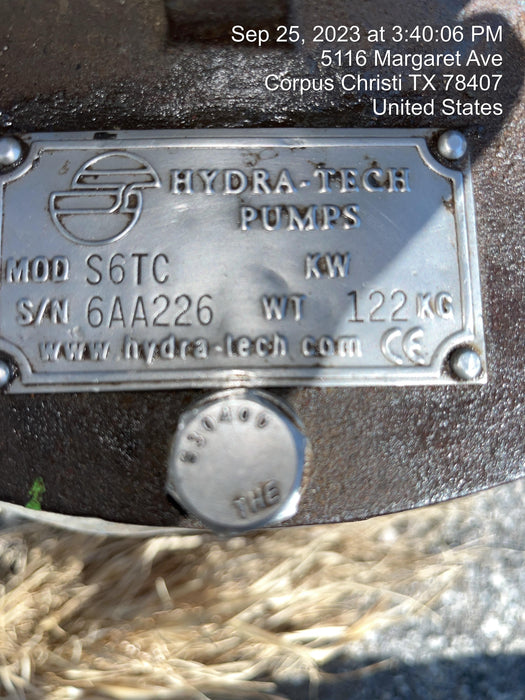 Sep 25, 2023 at 3:40:06 PM
5116 Margaret Ave
Corpus Christi TX 78407
United States
HYDRA-TECH
PUMPS
MOD S6TC KW
S/N 6AA226 WT 122 KG
www.hydra-tech.com CE
THE